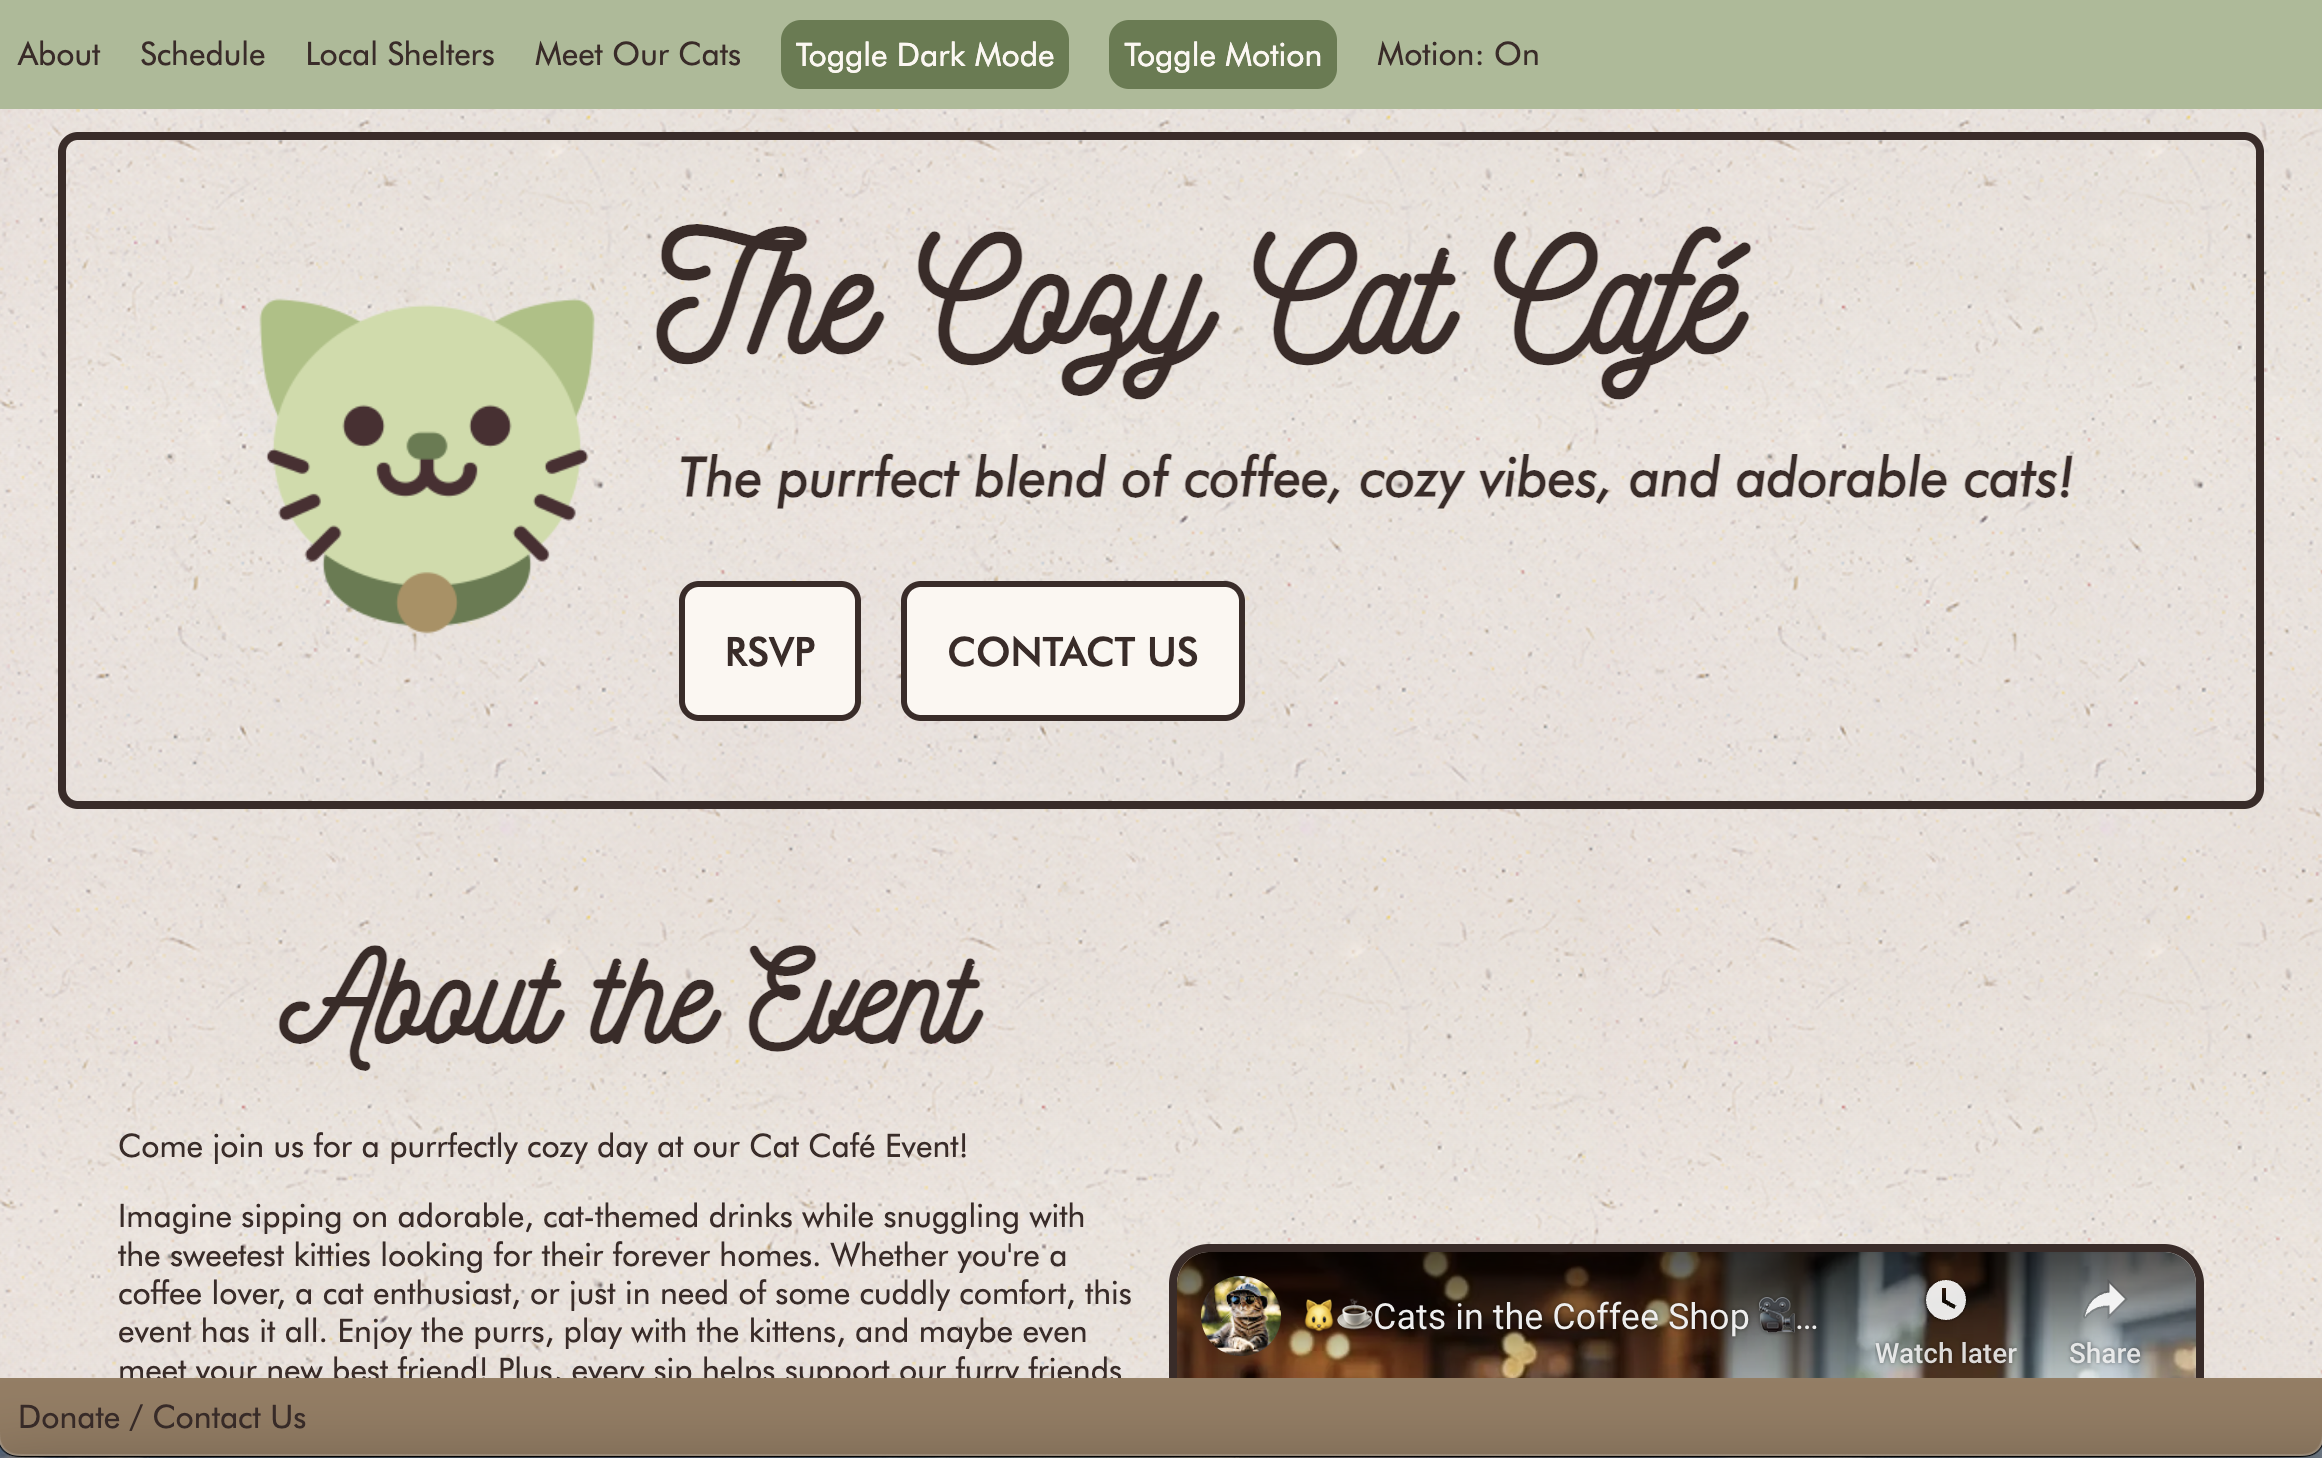 About Schedule Local Shelters Meet Our Cats Toggle Dark Mode Toggle Motion Motion: On
The Cozy Cat Café
The purrfect blend of coffee, cozy vibes, and adorable cats!
RSVP CONTACT US
About the Event
Come join us for a purrfectly cozy day at our Cat Café Event!
Imagine sipping on adorable, cat-themed drinks while snuggling with
the sweetest kitties looking for their forever homes. Whether you're a
coffee lover, a cat enthusiast, or just in need of some cuddly comfort, this
event has it all. Enjoy the purrs, play with the kittens, and maybe even
meet your new best friend! Plus, every sip helps support our furry friends
🐱☕Cats in the Coffee Shop 🎥...
Watch later Share
Donate / Contact Us